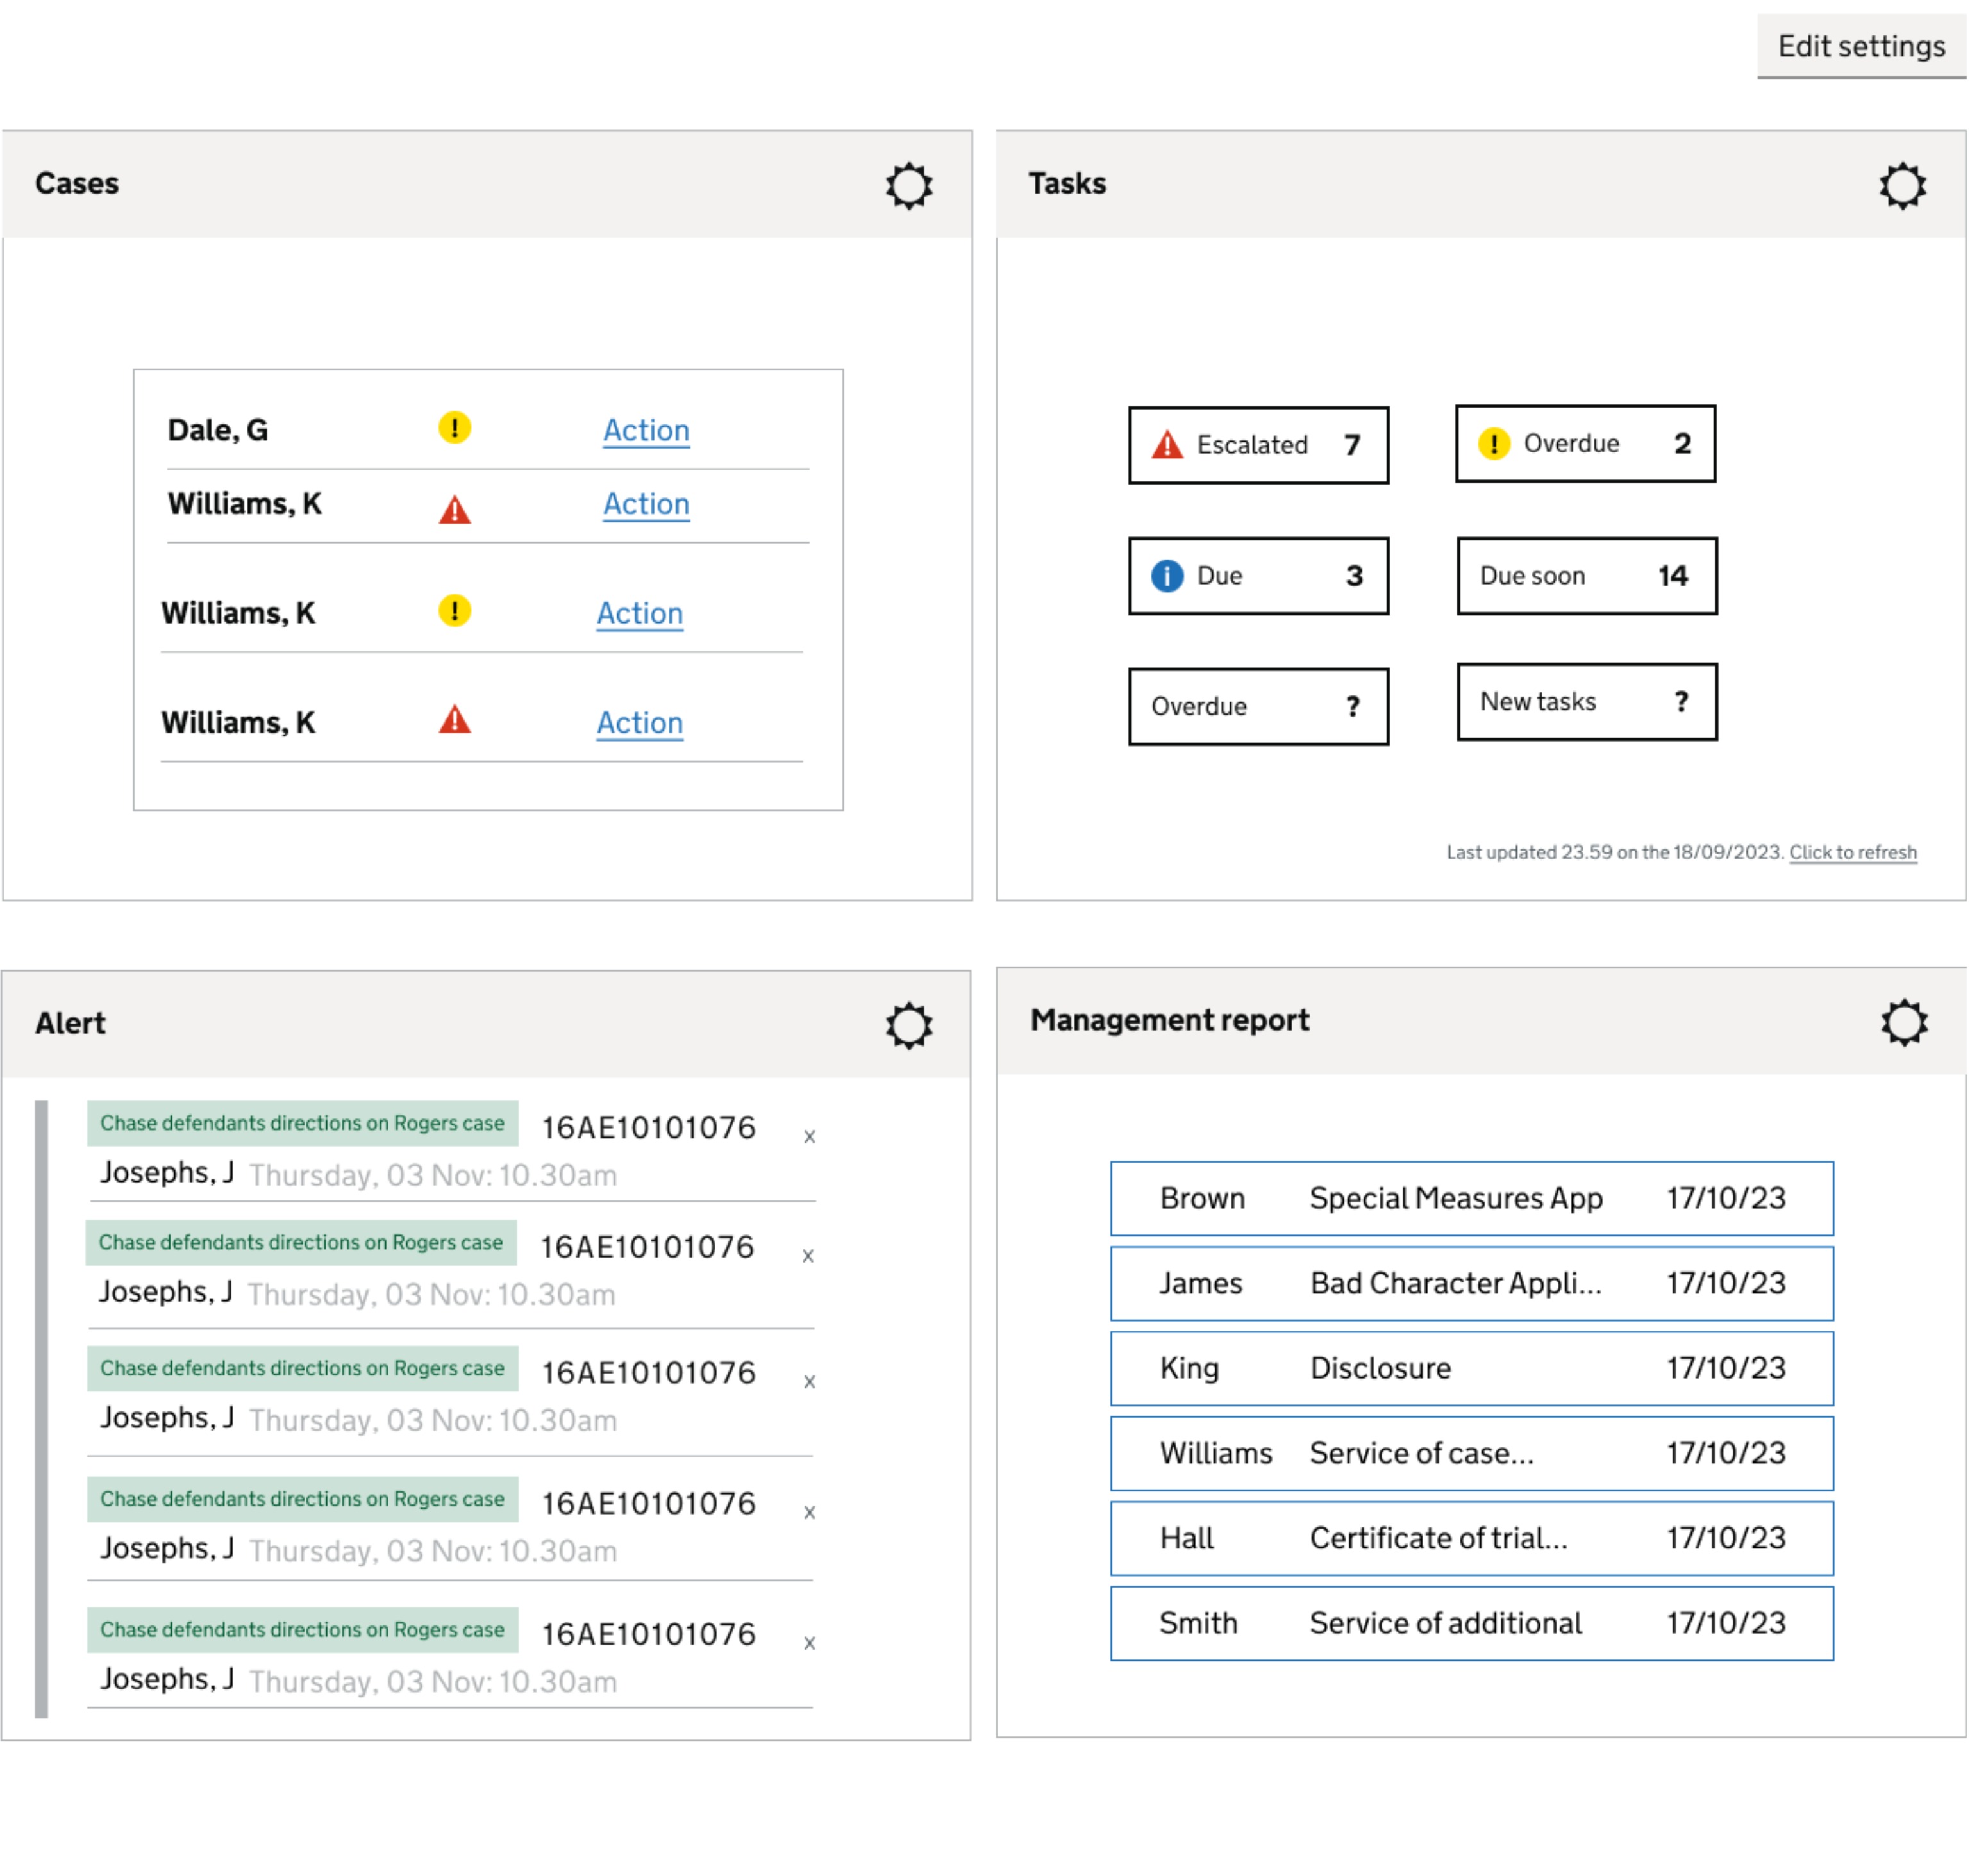 Edit settings
Cases
Dale, G ! Action
Williams, K ! Action
Williams, K ! Action
Williams, K ! Action
Tasks
! Escalated 7
! Overdue 2
i Due 3
Due soon 14
Overdue ?
New tasks ?
Last updated 23.59 on the 18/09/2023. Click to refresh
Alert
Chase defendants directions on Rogers case 16AE10101076 x
Josephs, J Thursday, 03 Nov: 10.30am
Chase defendants directions on Rogers case 16AE10101076 x
Josephs, J Thursday, 03 Nov: 10.30am
Chase defendants directions on Rogers case 16AE10101076 x
Josephs, J Thursday, 03 Nov: 10.30am
Chase defendants directions on Rogers case 16AE10101076 x
Josephs, J Thursday, 03 Nov: 10.30am
Chase defendants directions on Rogers case 16AE10101076 x
Josephs, J Thursday, 03 Nov: 10.30am
Management report
Brown Special Measures App 17/10/23
James Bad Character Appli... 17/10/23
King Disclosure 17/10/23
Williams Service of case... 17/10/23
Hall Certificate of trial... 17/10/23
Smith Service of additional 17/10/23